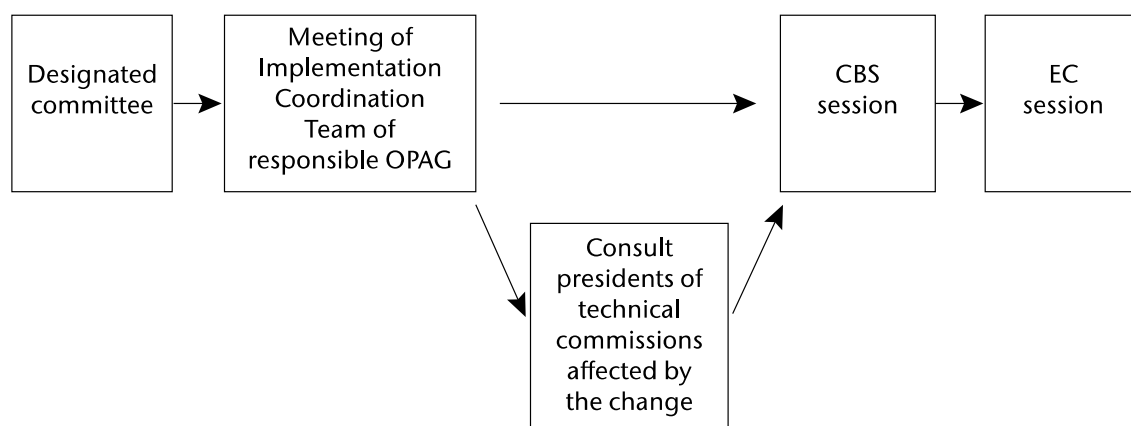 Designated
committee
Meeting of
Implementation
Coordination
Team of
responsible OPAG
CBS
session
EC
session
Consult
presidents of
technical
commissions
affected by
the change